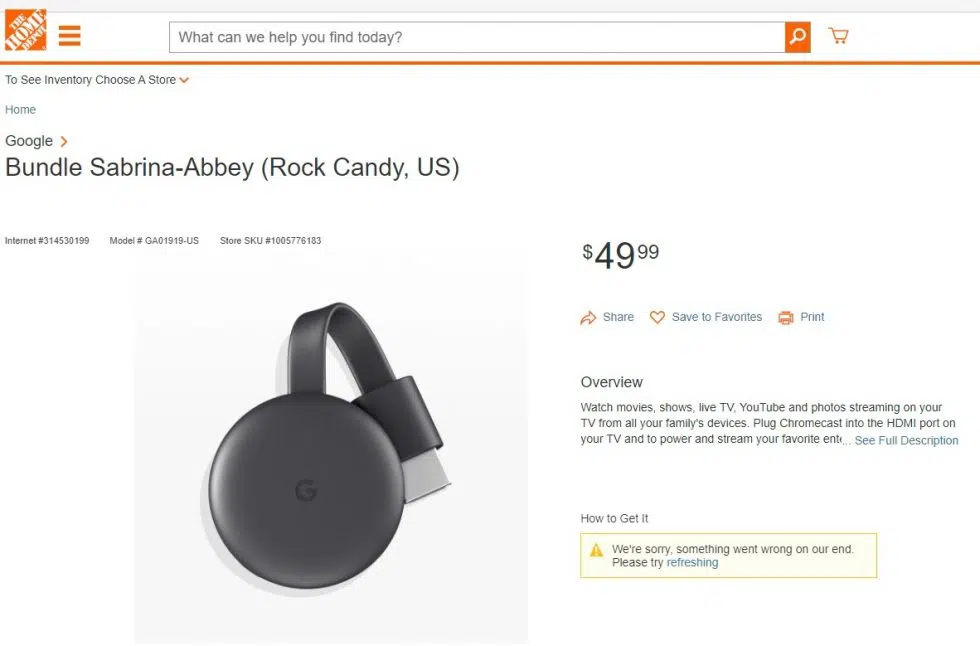 THE
HOME
DEPOT
What can we help you find today?
To See Inventory Choose A Store
Home
Google
Bundle Sabrina-Abbey (Rock Candy, US)
Internet #314530199 Model # GA01919-US Store SKU #1005776183
$49 99
Share Save to Favorites Print
Overview
Watch movies, shows, live TV, YouTube and photos streaming on your
TV from all your family's devices. Plug Chromecast into the HDMI port on
your TV and to power and stream your favorite ente... See Full Description
G
How to Get It
We're sorry, something went wrong on our end.
Please try refreshing